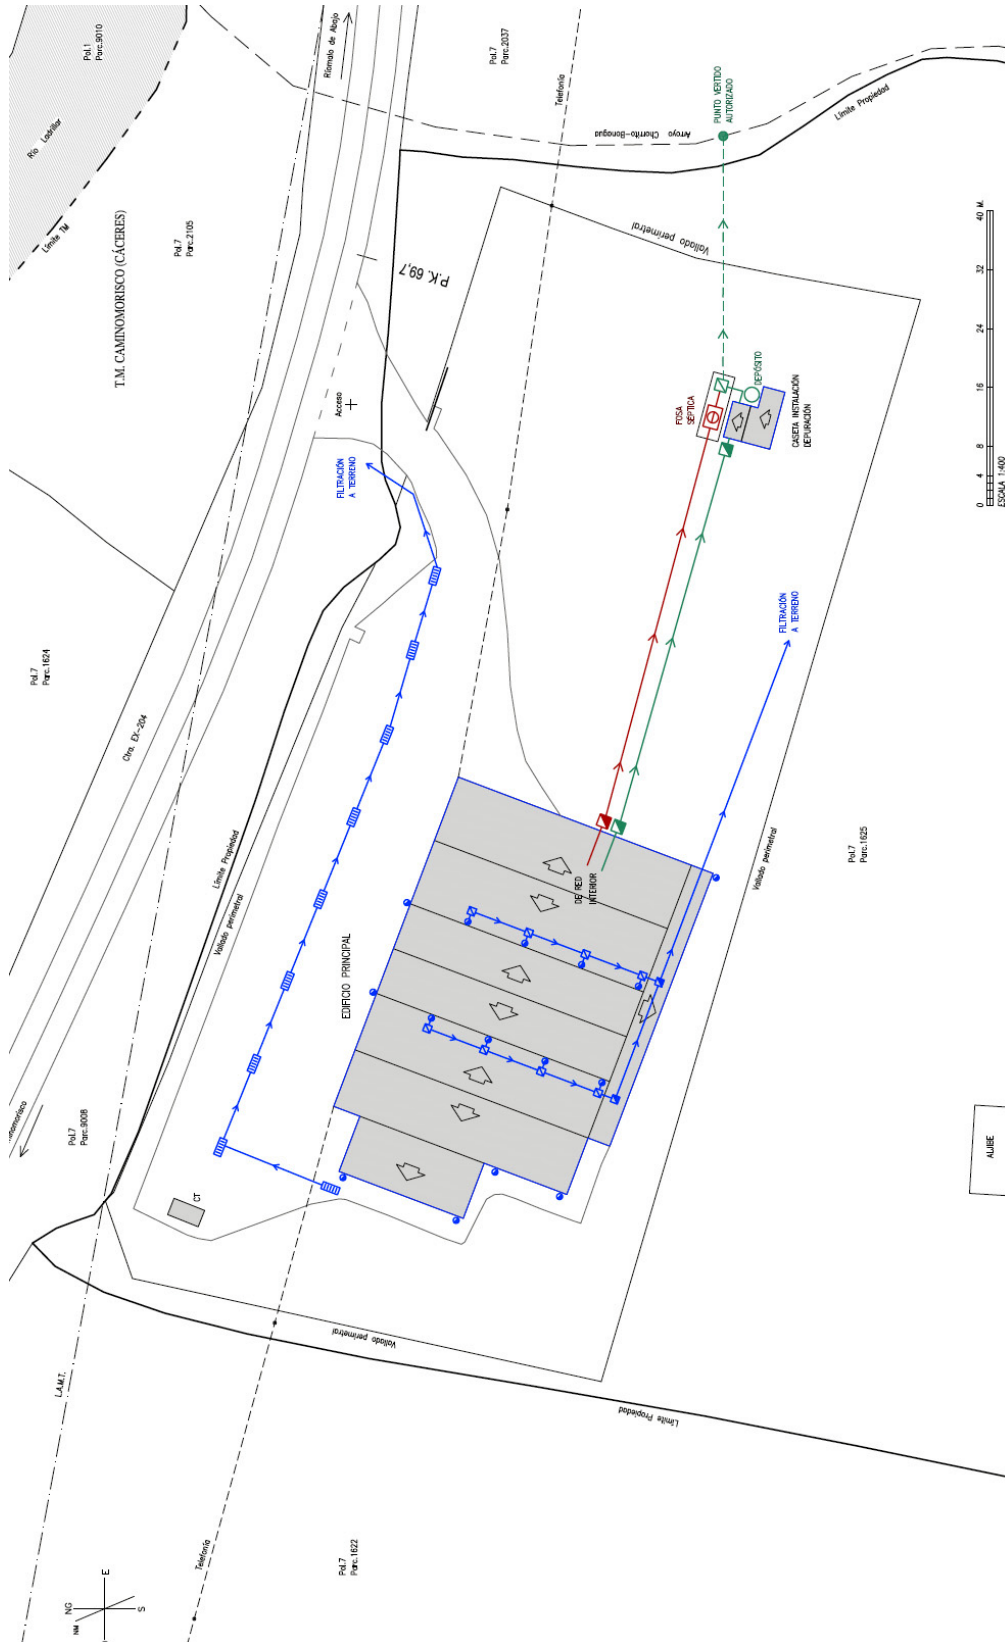 Pol.1
Parc.9010
Río Ladrillar
Límite TM
T.M. CAMINOMORISCO (CÁCERES)
Pol.7
Parc.2105
Riomalo de Abajo
Pol.7
Parc.2037
Telefonía
Arroyo Chorrito-Bonagua
PUNTO VERTIDO
AUTORIZADO
Límite Propiedad
Vallado perimetral
P.K. 69,7
Acceso
FILTRACIÓN
A TERRENO
FOSA
SÉPTICA
DEPÓSITO
CASETA INSTALACIÓN
DEPURACIÓN
0 4 8 16 24 32 40 M.
ESCALA 1:400
Pol.7
Parc.1624
Ctra. EX-204
Límite Propiedad
Vallado perimetral
FILTRACIÓN
A TERRENO
Vallado perimetral
Pol.7
Parc.1625
DE RED
INTERIOR
EDIFICIO PRINCIPAL
Pol.7
Parc.9008
CT
ALJIBE
Vallado perimetral
Límite Propiedad
L.A.M.T.
Telefonía
Pol.7
Parc.1622
NG
NM
E
S